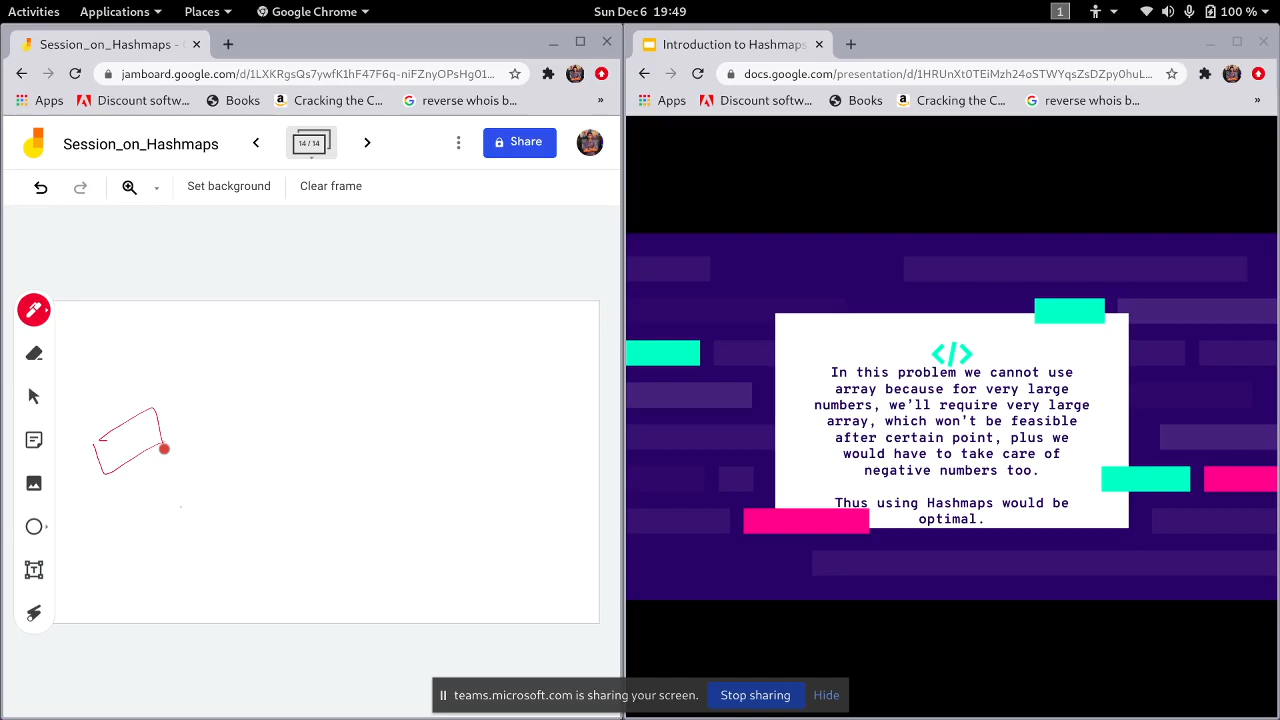 Activities Applications Places Google Chrome Sun Dec 6 19:49 1 100 %
Session_on_Hashmaps - G
jamboard.google.com/d/1LXKRgsQs7ywfK1hF47F6q-niFZnyOPsHg01...
Apps Discount softw... Books Cracking the C... reverse whois b... »
Session_on_Hashmaps 14 / 14 Share
Set background Clear frame
Introduction to Hashmaps
docs.google.com/presentation/d/1HRUnXt0TEiMzh24oSTWYqsZsDZpy0huL...
Apps Discount softw... Books Cracking the C... reverse whois b... »
</>
In this problem we cannot use
array because for very large
numbers, we'll require very large
array, which won't be feasible
after certain point, plus we
would have to take care of
negative numbers too.
Thus using Hashmaps would be
optimal.
teams.microsoft.com is sharing your screen. Stop sharing Hide